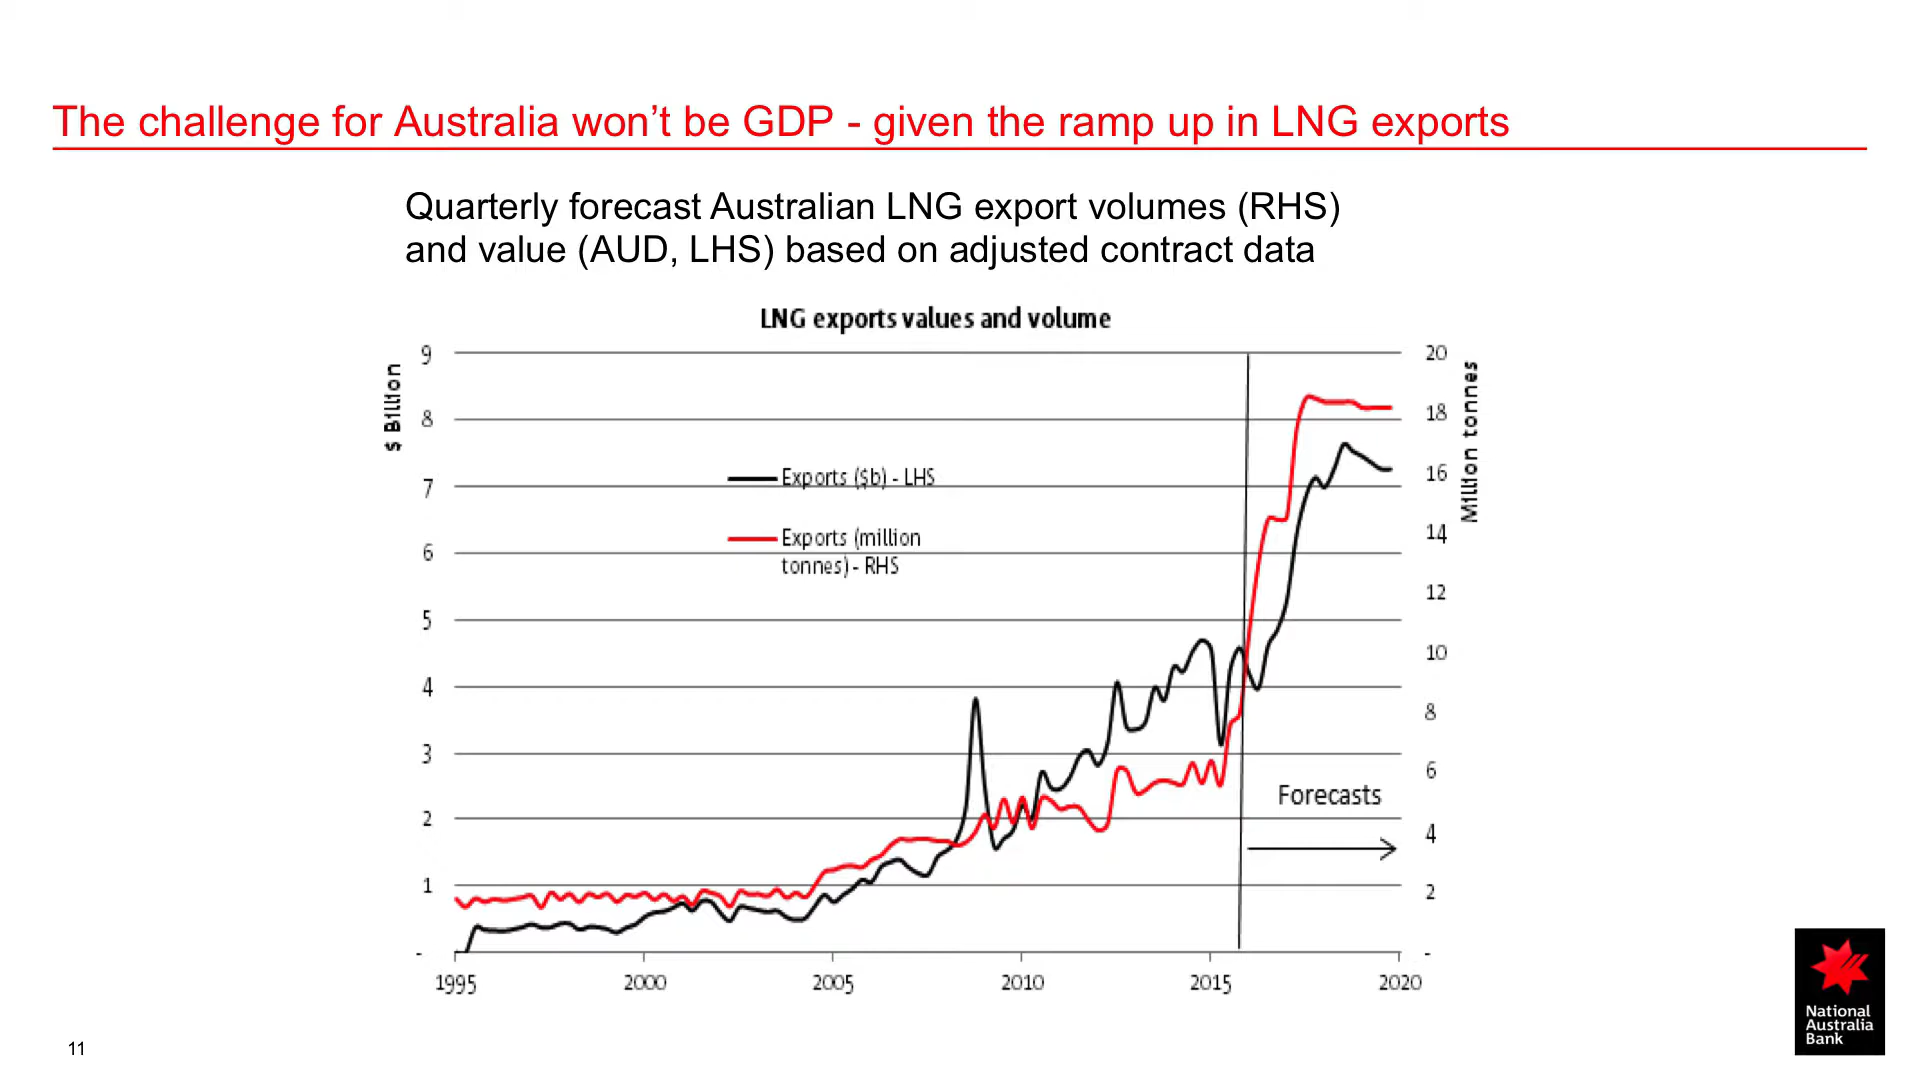 The challenge for Australia won’t be GDP - given the ramp up in LNG exports
Quarterly forecast Australian LNG export volumes (RHS)
and value (AUD, LHS) based on adjusted contract data
LNG exports values and volume
$ Billion
9
8
7
6
5
4
3
2
1
-
Exports ($b) - LHS
Exports (million
tonnes) - RHS
Forecasts
20
18
16
14
12
10
8
6
4
2
-
Million tonnes
1995
2000
2005
2010
2015
2020
National
Australia
Bank
11